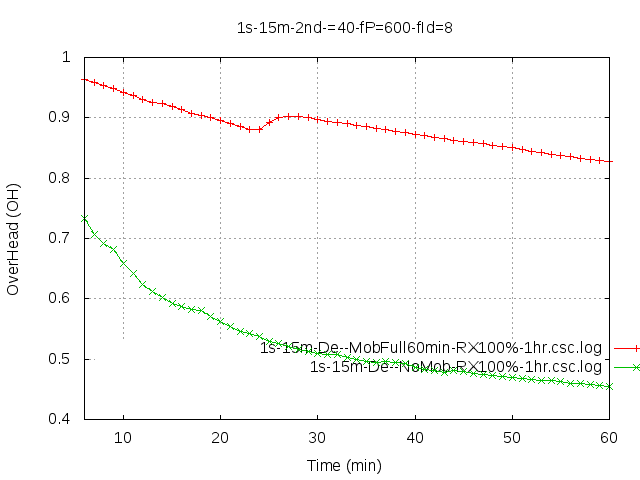 1s-15m-2nd-=40-fP=600-fId=8
1
0.9
0.8
0.7
0.6
0.5
0.4
OverHead (OH)
1s-15m-De--MobFull60min-RX100%-1hr.csc.log
1s-15m-De--NoMob-RX100%-1hr.csc.log
10 20 30 40 50 60
Time (min)